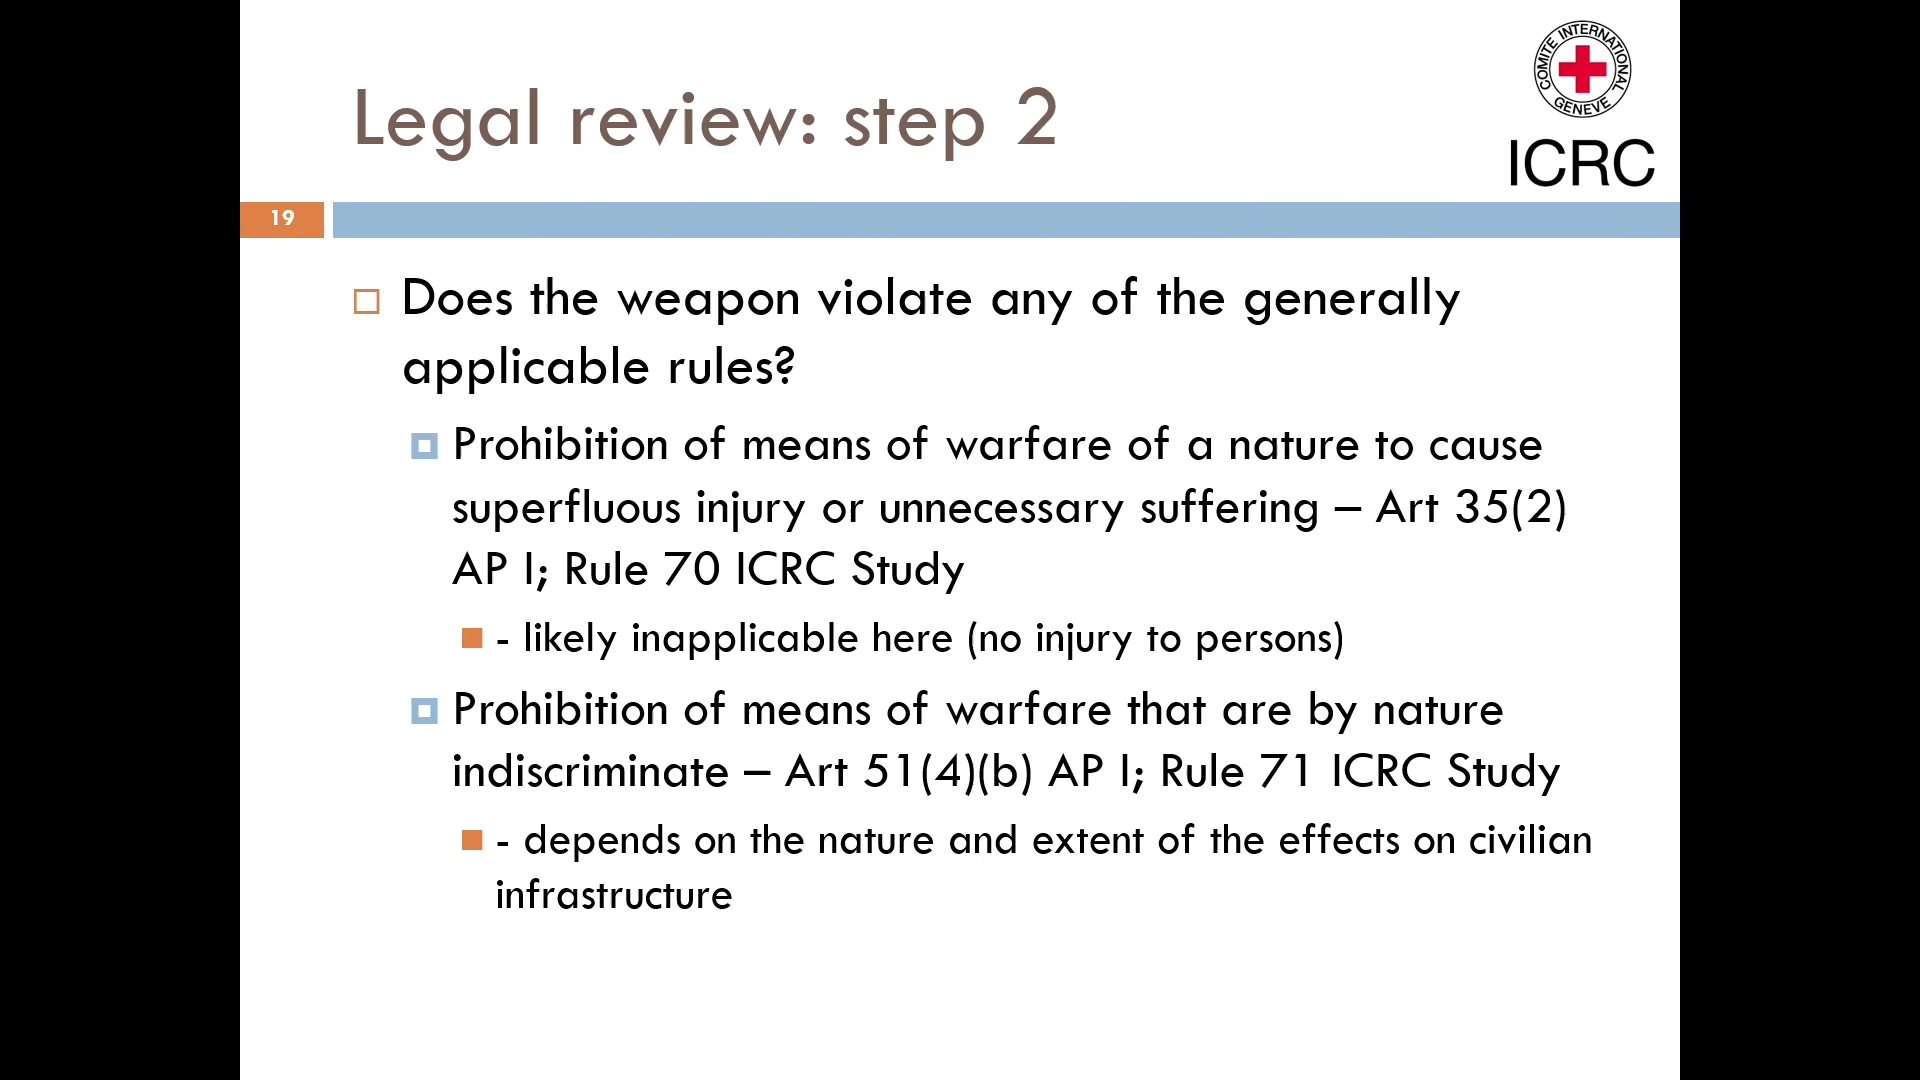 Legal review: step 2
COMITE INTERNATIONAL
GENEVE
ICRC
19
Does the weapon violate any of the generally
applicable rules?
Prohibition of means of warfare of a nature to cause
superfluous injury or unnecessary suffering – Art 35(2)
AP I; Rule 70 ICRC Study
- likely inapplicable here (no injury to persons)
Prohibition of means of warfare that are by nature
indiscriminate – Art 51(4)(b) AP I; Rule 71 ICRC Study
- depends on the nature and extent of the effects on civilian
infrastructure